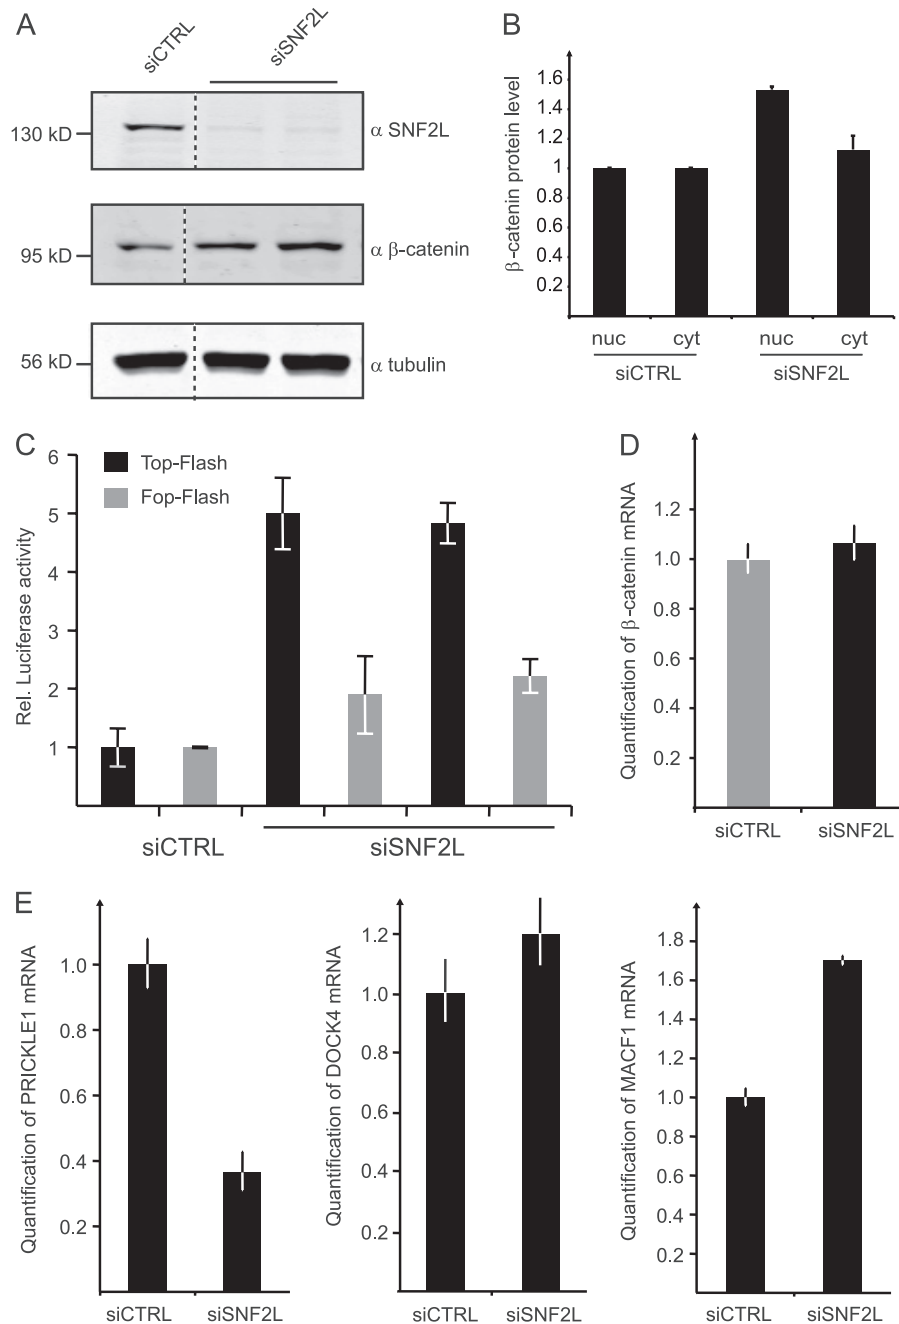 A
siCTRL
siSNF2L
130 kD
α SNF2L
95 kD
α β-catenin
56 kD
α tubulin
B
β-catenin protein level
1.6
1.4
1.2
1
0.8
0.6
0.4
0.2
nuc
cyt
nuc
cyt
siCTRL
siSNF2L
C
Rel. Luciferase activity
6
5
4
3
2
1
Top-Flash
Fop-Flash
siCTRL
siSNF2L
D
Quantification of β-catenin mRNA
1.2
1.0
0.8
0.6
0.4
0.2
siCTRL
siSNF2L
E
Quantification of PRICKLE1 mRNA
1.0
0.8
0.6
0.4
0.2
siCTRL
siSNF2L
Quantification of DOCK4 mRNA
1.2
1.0
0.8
0.6
0.4
0.2
siCTRL
siSNF2L
Quantification of MACF1 mRNA
1.8
1.6
1.4
1.2
1.0
0.8
0.6
0.4
0.2
siCTRL
siSNF2L